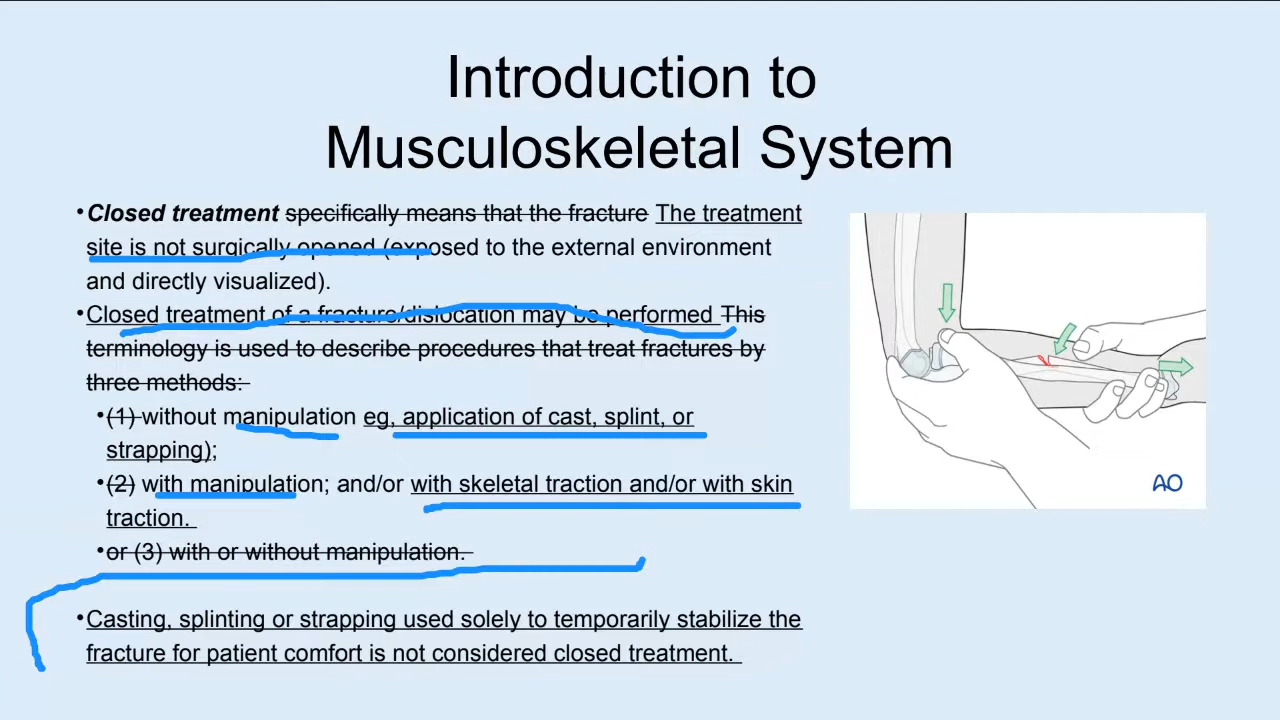 Introduction to
Musculoskeletal System
•Closed treatment specifically means that the fracture The treatment
site is not surgically opened (exposed to the external environment
and directly visualized).
•Closed treatment of a fracture/dislocation may be performed This
terminology is used to describe procedures that treat fractures by
three methods:
•(1) without manipulation eg, application of cast, splint, or
strapping);
•(2) with manipulation; and/or with skeletal traction and/or with skin
traction.
•or (3) with or without manipulation.
•Casting, splinting or strapping used solely to temporarily stabilize the
fracture for patient comfort is not considered closed treatment.
AO